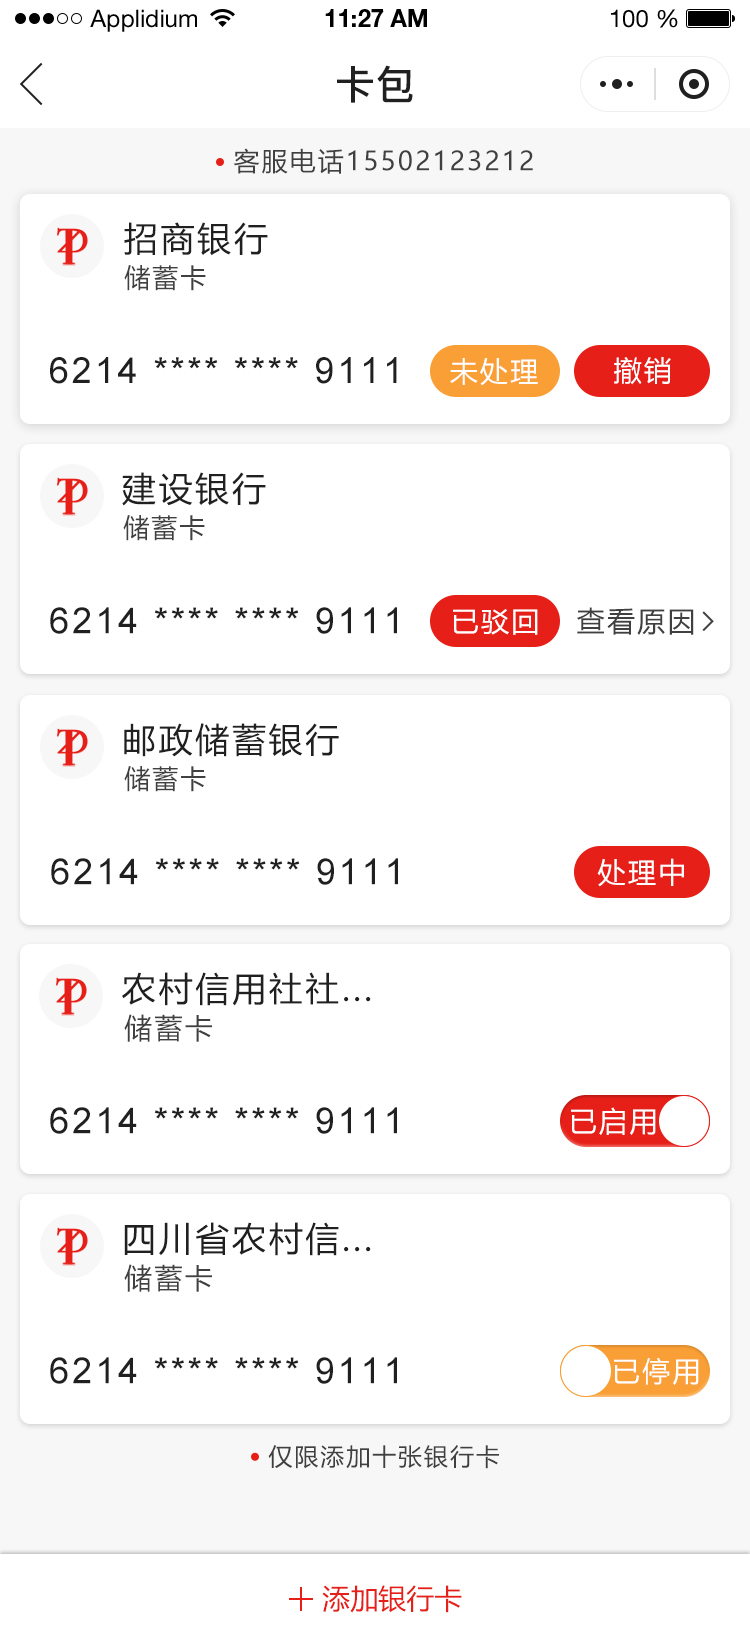 Applidium 11:27 AM 100 %
卡包
客服电话15502123212
招商银行
储蓄卡
6214 **** **** 9111 未处理 撤销
建设银行
储蓄卡
6214 **** **** 9111 已驳回 查看原因
邮政储蓄银行
储蓄卡
6214 **** **** 9111 处理中
农村信用社社...
储蓄卡
6214 **** **** 9111 已启用
四川省农村信...
储蓄卡
6214 **** **** 9111 已停用
仅限添加十张银行卡
添加银行卡